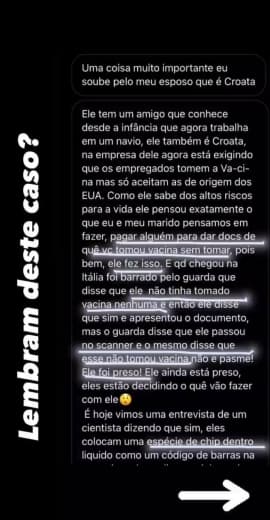 Lembram deste caso?
Uma coisa muito importante eu
soube pelo meu esposo que é Croata
Ele tem um amigo que conhece
desde a infância que agora trabalha
em um navio, ele também é Croata,
na empresa dele agora está exigindo
que os empregados tomem a Va-ci-
na mas só aceitam as de origem dos
EUA. Como ele sabe dos altos riscos
para a vida ele pensou exatamente o
que eu e meu marido pensamos em
fazer, pagar alguém para dar docs de
quê vc tomou vacina sem tomar, pois
bem, ele fez isso. E qd chegou na
Itália foi barrado pelo guarda que
disse que ele não tinha tomado
vacina nenhuma e então ele disse
que sim e apresentou o documento,
mas o guarda disse que ele passou
no scanner e o mesmo disse que
esse não tomou vacina não e pasme!
Ele foi preso! Ele ainda está preso,
eles estão decidindo o quê vão fazer
com ele😲
É hoje vimos uma entrevista de um
cientista dizendo que sim, eles
colocam uma espécie de chip dentro
liquido como um código de barras na